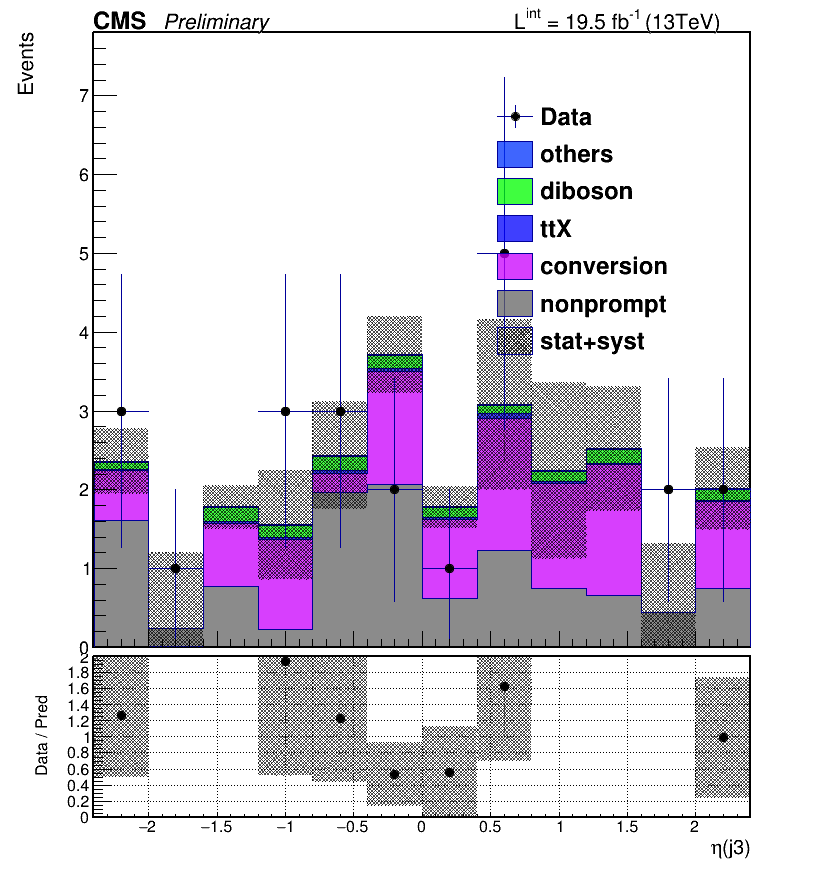 CMS Preliminary L^int = 19.5 fb^-1 (13TeV)
Events
7
6
5
4
3
2
1
0
Data
others
diboson
ttX
conversion
nonprompt
stat+syst
Data / Pred
2
1.8
1.6
1.4
1.2
1
0.8
0.6
0.4
0.2
0
−2 −1.5 −1 −0.5 0 0.5 1 1.5 2
η(j3)